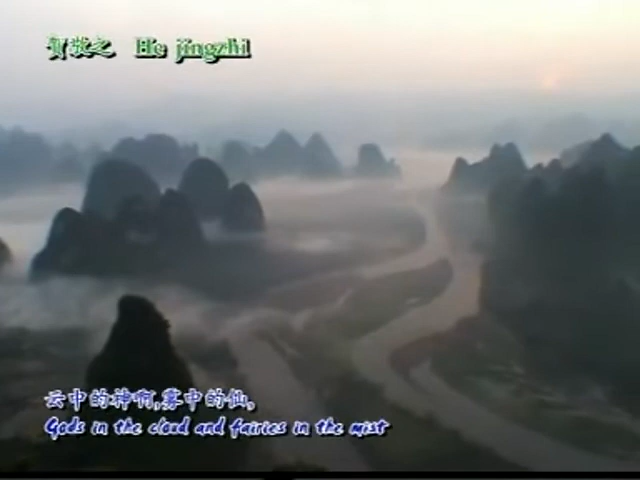 贺敬之 He jingzhi
云中的神啊,雾中的仙,
Gods in the cloud and fairies in the mist